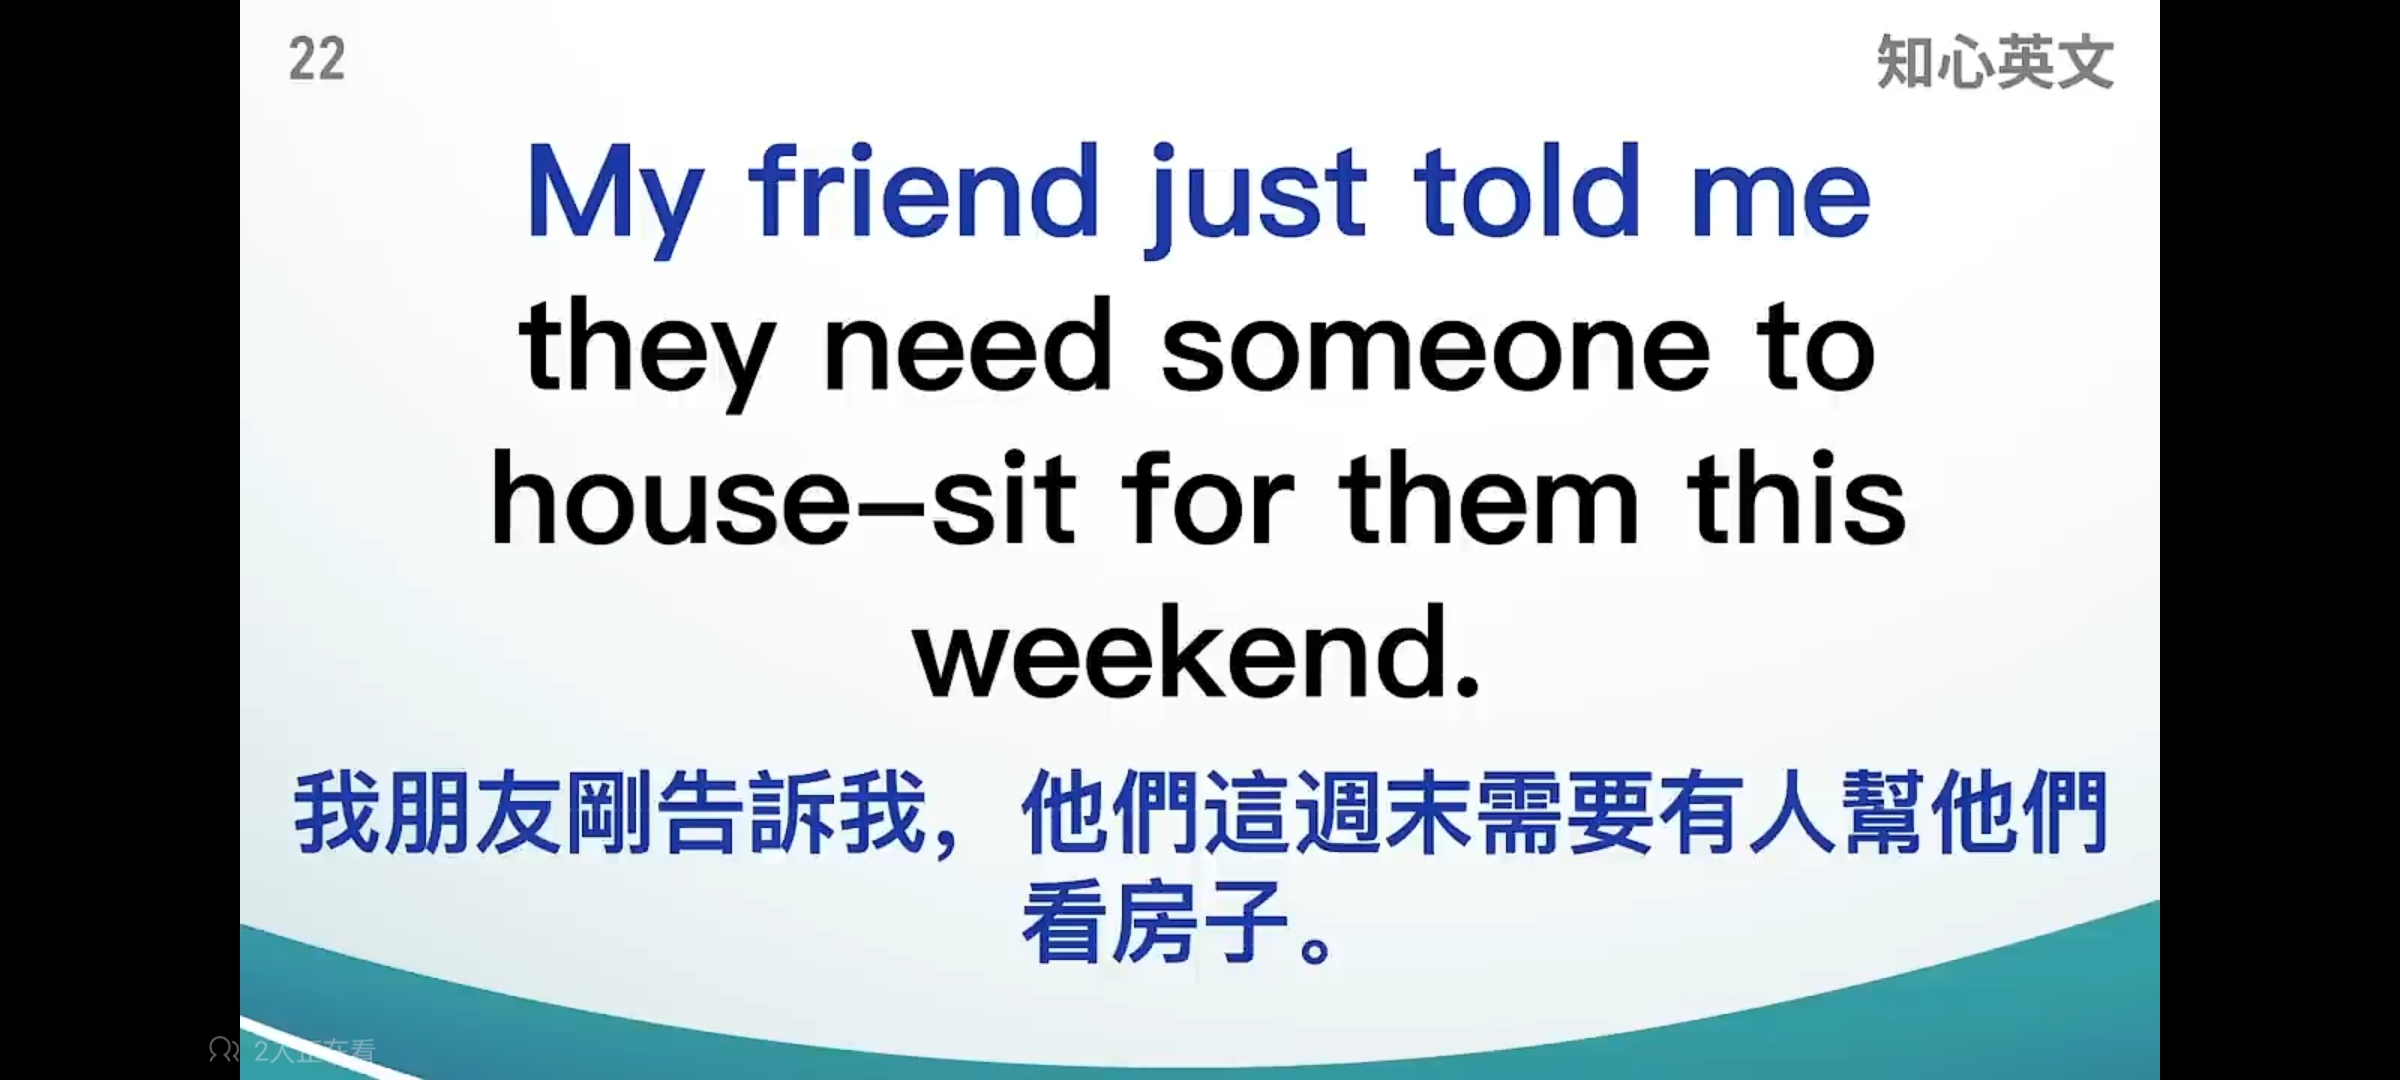 22
知心英文
My friend just told me
they need someone to
house-sit for them this
weekend.
我朋友剛告訴我，他們這週末需要有人幫他們
看房子。
2人正在看